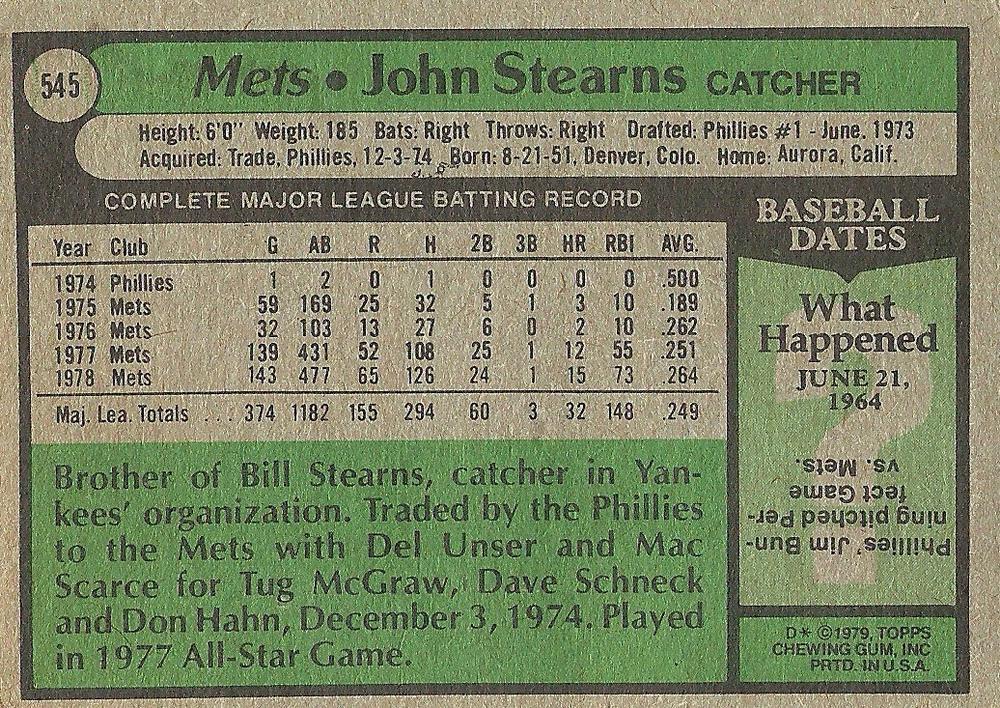 545
Mets • John Stearns CATCHER
Height: 6'0" Weight: 185 Bats: Right Throws: Right Drafted: Phillies #1 - June. 1973
Acquired: Trade, Phillies, 12-3-74 Born: 8-21-51, Denver, Colo. Home: Aurora, Calif.
COMPLETE MAJOR LEAGUE BATTING RECORD
Year Club G AB R H 2B 3B HR RBI AVG.
1974 Phillies 1 2 0 1 0 0 0 0 .500
1975 Mets 59 169 25 32 5 1 3 10 .189
1976 Mets 32 103 13 27 6 0 2 10 .262
1977 Mets 139 431 52 108 25 1 12 55 .251
1978 Mets 143 477 65 126 24 1 15 73 .264
Maj. Lea. Totals ... 374 1182 155 294 60 3 32 148 .249
Brother of Bill Stearns, catcher in Yan-
kees' organization. Traded by the Phillies
to the Mets with Del Unser and Mac
Scarce for Tug McGraw, Dave Schneck
and Don Hahn, December 3, 1974. Played
in 1977 All-Star Game.
BASEBALL
DATES
What
Happened
JUNE 21,
1964
?
Phillies' Jim Bun-
ning pitched Per-
fect Game
vs. Mets.
D* ©1979, TOPPS
CHEWING GUM, INC
PRTD. IN U.S.A.